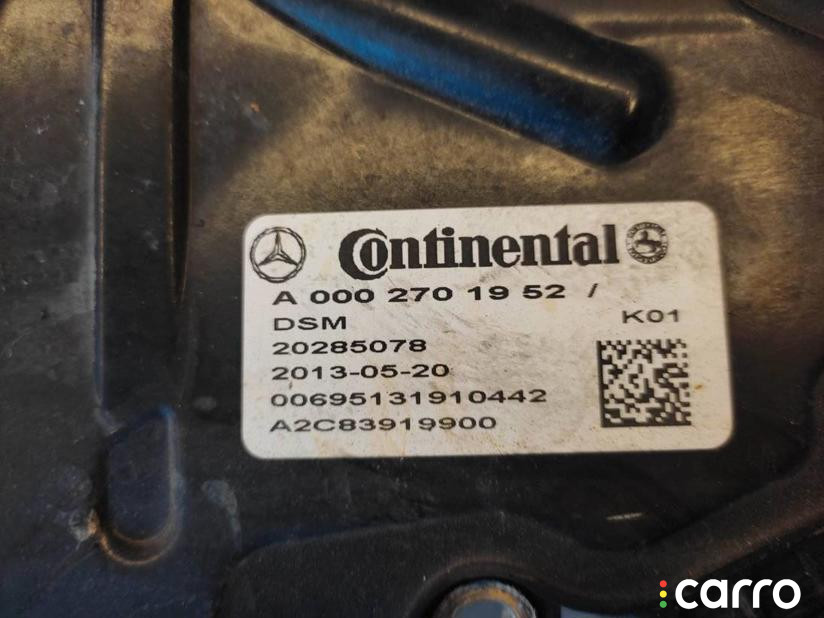 Continental
A 000 270 19 52 /
DSM K01
20285078
2013-05-20
00695131910442
A2C83919900
carro